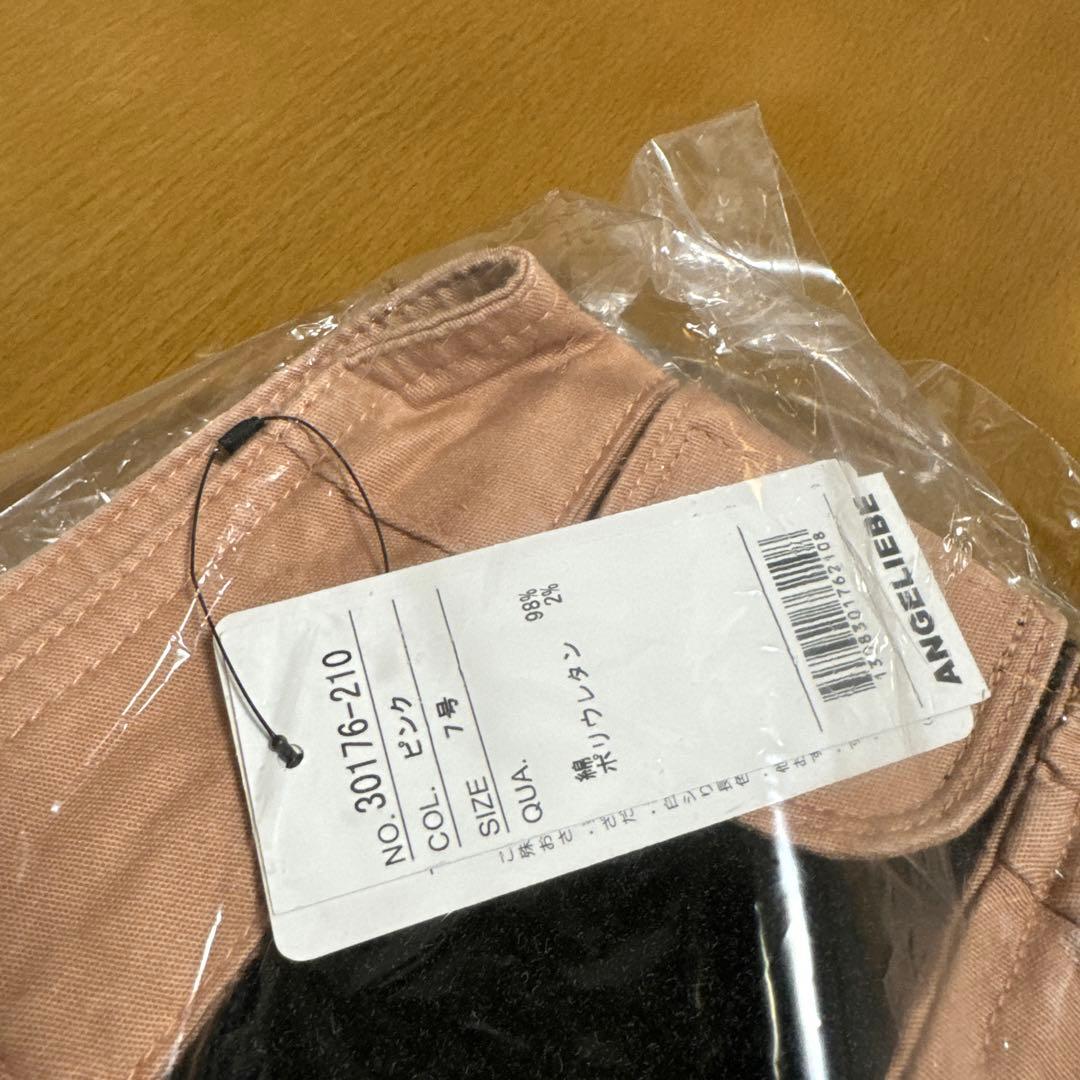 NO. 30176-210
COL. ピンク
SIZE 7号
QUA.
綿 98%
ポリウレタン 2%
ANGELIEBE